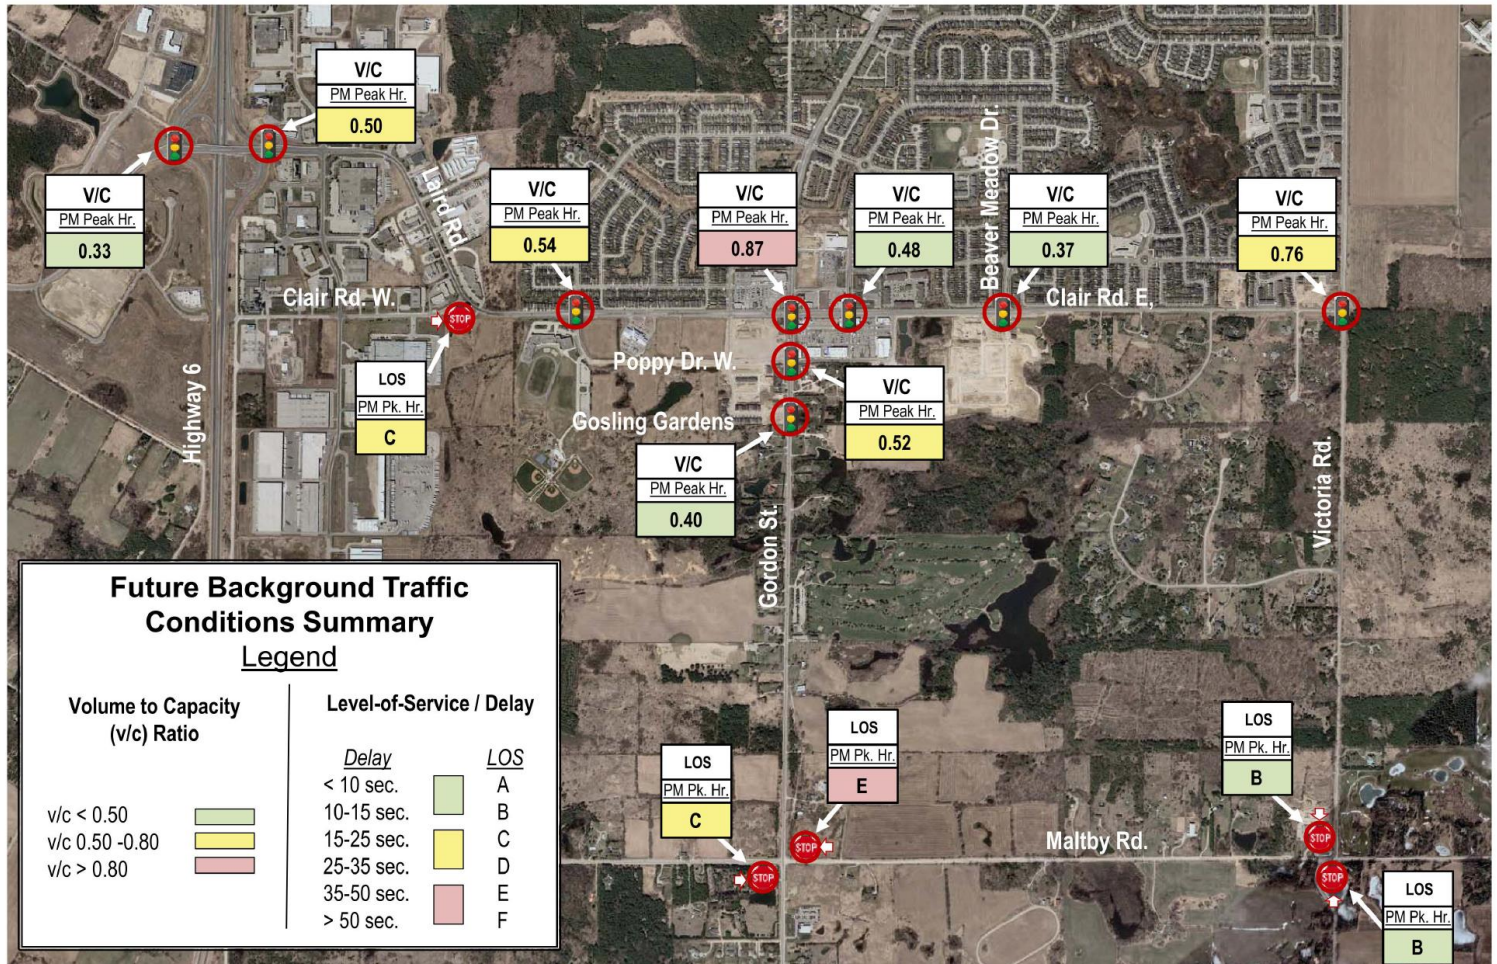 V/C
PM Peak Hr.
0.50
V/C
PM Peak Hr.
0.33
Laird Rd
V/C
PM Peak Hr.
0.54
V/C
PM Peak Hr.
0.87
V/C
PM Peak Hr.
0.48
Beaver Meadow Dr.
V/C
PM Peak Hr.
0.37
V/C
PM Peak Hr.
0.76
Clair Rd. W.
Clair Rd. E,
STOP
LOS
PM Pk. Hr.
C
Highway 6
Poppy Dr. W.
Gosling Gardens
V/C
PM Peak Hr.
0.52
V/C
PM Peak Hr.
0.40
Gordon St.
Victoria Rd.
Future Background Traffic
Conditions Summary
Legend
Volume to Capacity
(v/c) Ratio
v/c < 0.50
v/c 0.50 -0.80
v/c > 0.80
Level-of-Service / Delay
Delay LOS
< 10 sec. A
10-15 sec. B
15-25 sec. C
25-35 sec. D
35-50 sec. E
> 50 sec. F
LOS
PM Pk. Hr.
C
LOS
PM Pk. Hr.
E
LOS
PM Pk. Hr.
B
Maltby Rd.
STOP
STOP
STOP
STOP
LOS
PM Pk. Hr.
B